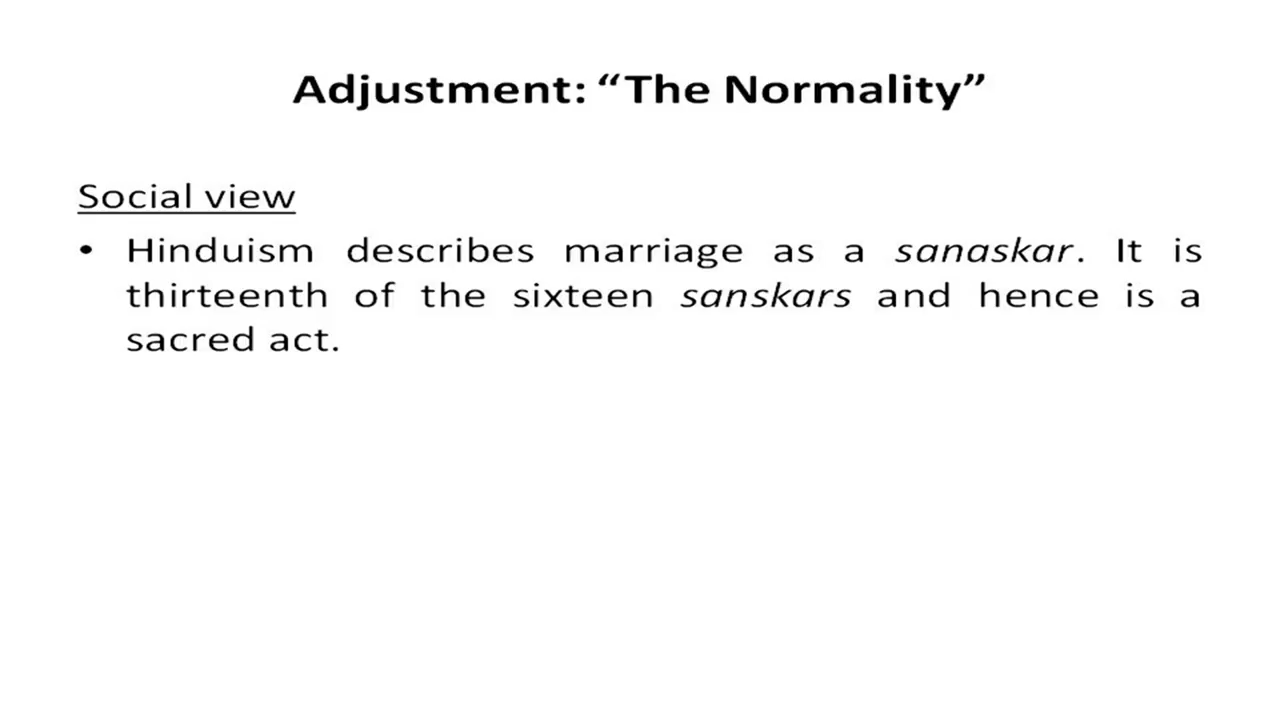 Adjustment: “The Normality”
Social view
• Hinduism describes marriage as a sanaskar. It is
thirteenth of the sixteen sanskars and hence is a
sacred act.